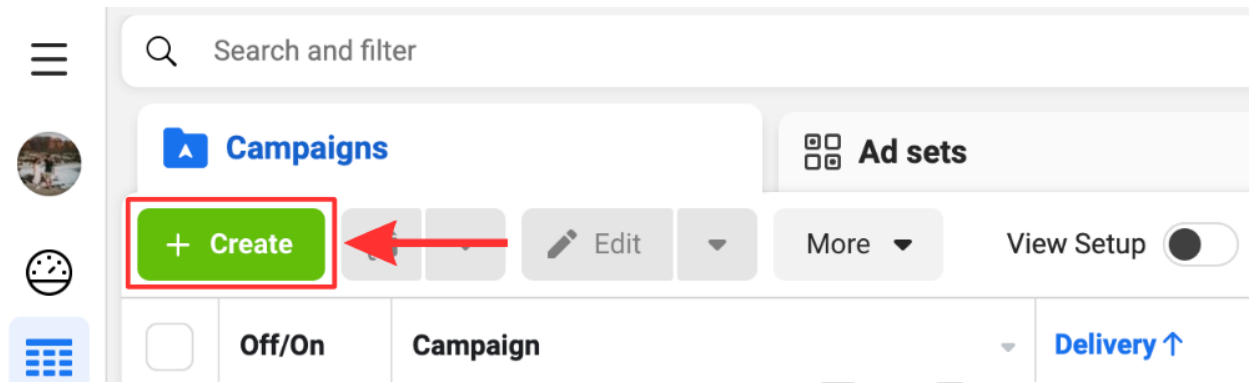 Search and filter
Campaigns
Ad sets
+ Create
Edit
More
View Setup
Off/On
Campaign
Delivery ↑